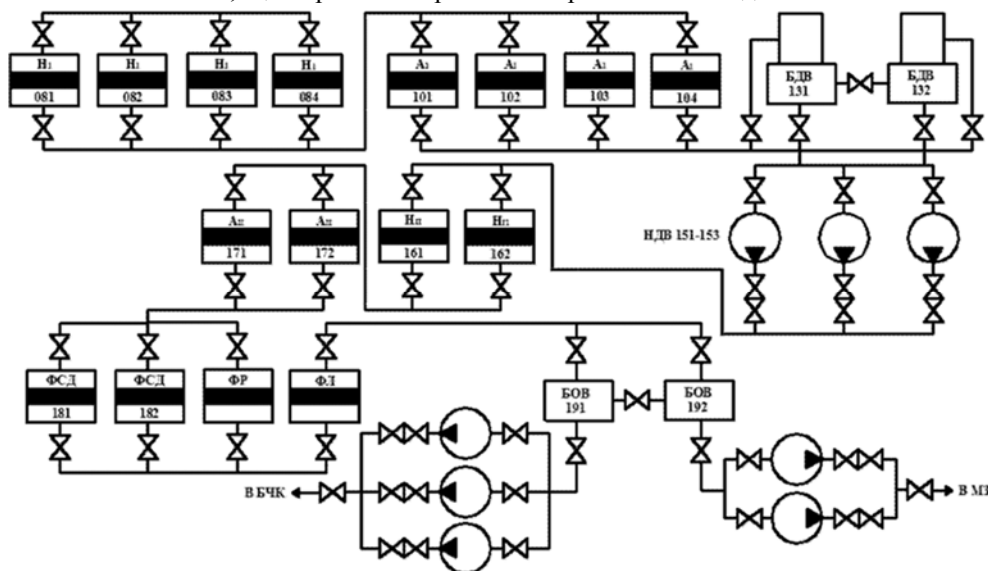 Н₁ Н₁ Н₁ Н₁ А₁ А₁ А₁ А₁ БДВ БДВ
081 082 083 084 101 102 103 104 131 132
АII АII НII НII
171 172 161 162
НДВ 151-153
ФСД ФСД ФР ФЛ
181 182
БОВ БОВ
191 192
В БЧК
В МЗ